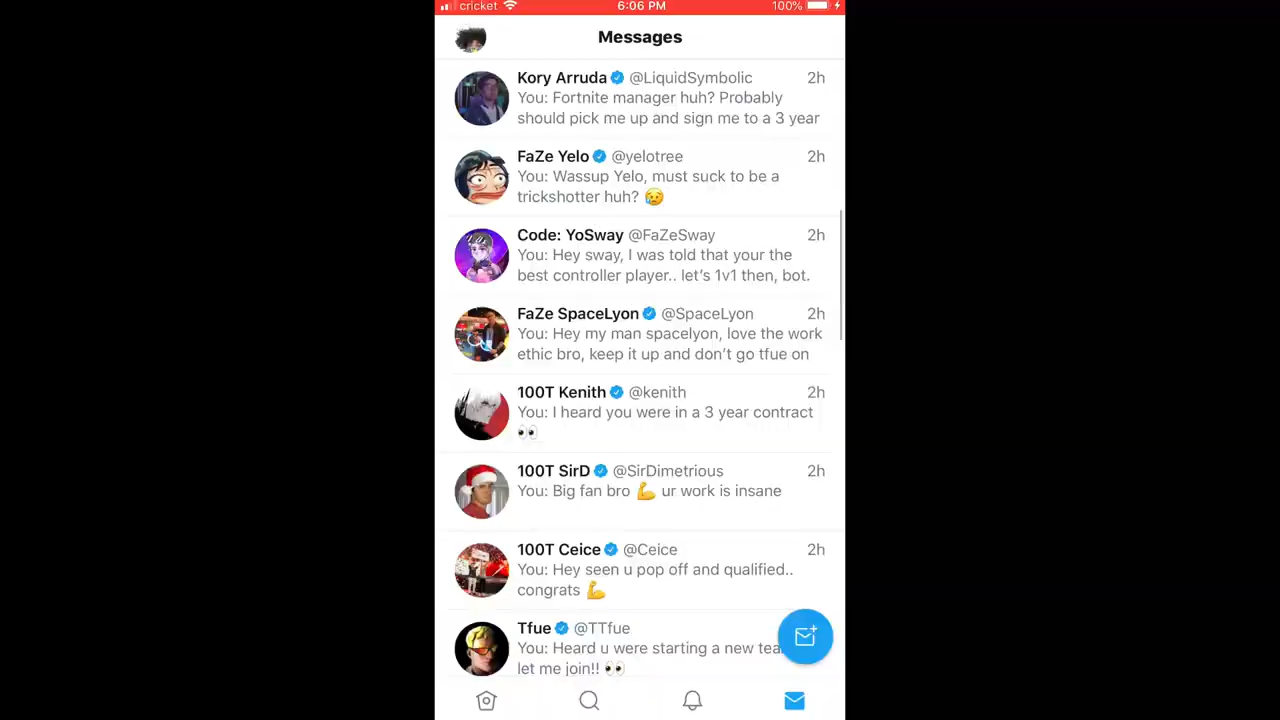 cricket 6:06 PM 100%
Messages
Kory Arruda @LiquidSymbolic 2h
You: Fortnite manager huh? Probably
should pick me up and sign me to a 3 year
FaZe Yelo @yelotree 2h
You: Wassup Yelo, must suck to be a
trickshotter huh? 😥
Code: YoSway @FaZeSway 2h
You: Hey sway, I was told that your the
best controller player.. let's 1v1 then, bot.
FaZe SpaceLyon @SpaceLyon 2h
You: Hey my man spacelyon, love the work
ethic bro, keep it up and don't go tfue on
100T Kenith @kenith 2h
You: I heard you were in a 3 year contract
👀
100T SirD @SirDimetrious 2h
You: Big fan bro 💪 ur work is insane
100T Ceice @Ceice 2h
You: Hey seen u pop off and qualified..
congrats 💪
Tfue @TTfue
You: Heard u were starting a new tea
let me join!! 👀